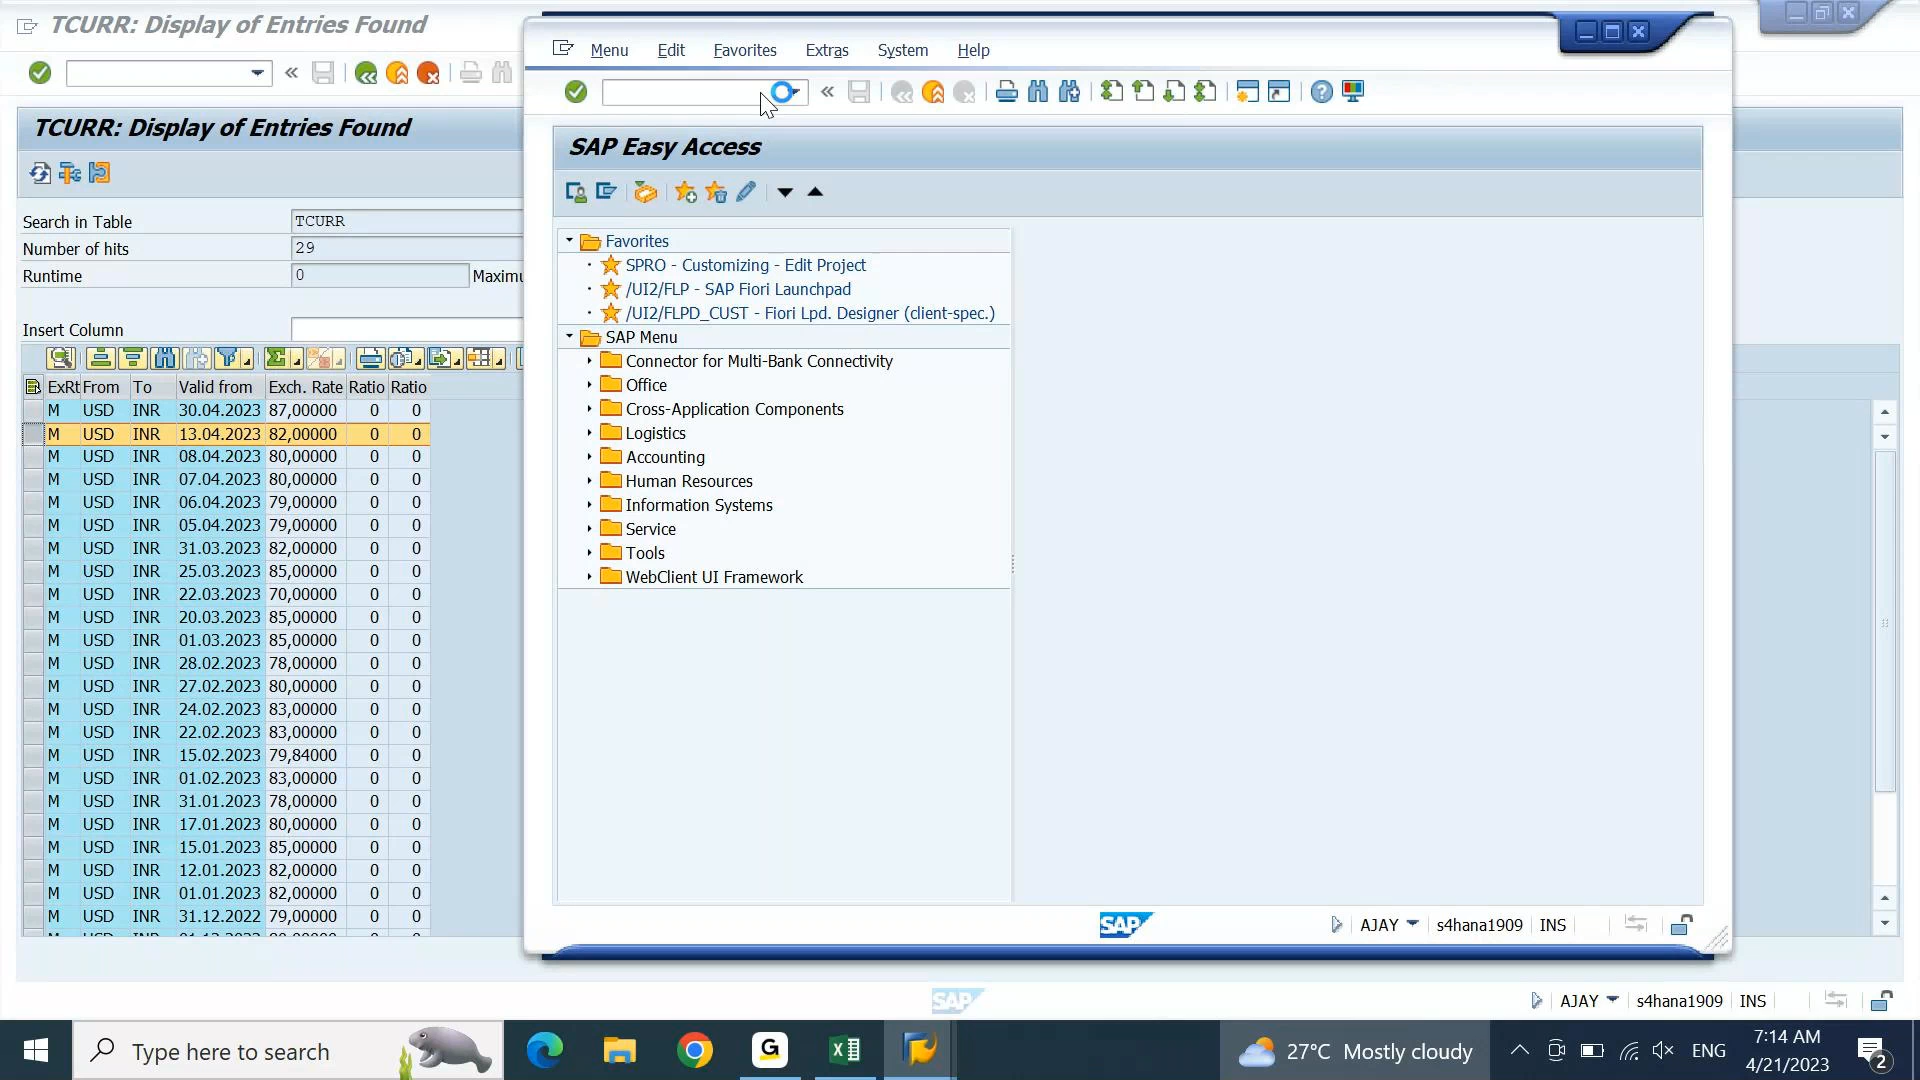 TCURR: Display of Entries Found
TCURR: Display of Entries Found
Search in Table TCURR
Number of hits 29
Runtime 0 Maximu
Insert Column
ExRt From To Valid from Exch. Rate Ratio Ratio
M USD INR 30.04.2023 87,00000 0 0
M USD INR 13.04.2023 82,00000 0 0
M USD INR 08.04.2023 80,00000 0 0
M USD INR 07.04.2023 80,00000 0 0
M USD INR 06.04.2023 79,00000 0 0
M USD INR 05.04.2023 79,00000 0 0
M USD INR 31.03.2023 82,00000 0 0
M USD INR 25.03.2023 85,00000 0 0
M USD INR 22.03.2023 70,00000 0 0
M USD INR 20.03.2023 85,00000 0 0
M USD INR 01.03.2023 85,00000 0 0
M USD INR 28.02.2023 78,00000 0 0
M USD INR 27.02.2023 80,00000 0 0
M USD INR 24.02.2023 83,00000 0 0
M USD INR 22.02.2023 83,00000 0 0
M USD INR 15.02.2023 79,84000 0 0
M USD INR 01.02.2023 83,00000 0 0
M USD INR 31.01.2023 78,00000 0 0
M USD INR 17.01.2023 80,00000 0 0
M USD INR 15.01.2023 85,00000 0 0
M USD INR 12.01.2023 82,00000 0 0
M USD INR 01.01.2023 82,00000 0 0
M USD INR 31.12.2022 79,00000 0 0
Menu Edit Favorites Extras System Help
SAP Easy Access
Favorites
SPRO - Customizing - Edit Project
/UI2/FLP - SAP Fiori Launchpad
/UI2/FLPD_CUST - Fiori Lpd. Designer (client-spec.)
SAP Menu
Connector for Multi-Bank Connectivity
Office
Cross-Application Components
Logistics
Accounting
Human Resources
Information Systems
Service
Tools
WebClient UI Framework
SAP AJAY s4hana1909 INS
SAP AJAY s4hana1909 INS
Type here to search
G
27°C Mostly cloudy
ENG
7:14 AM
4/21/2023
2